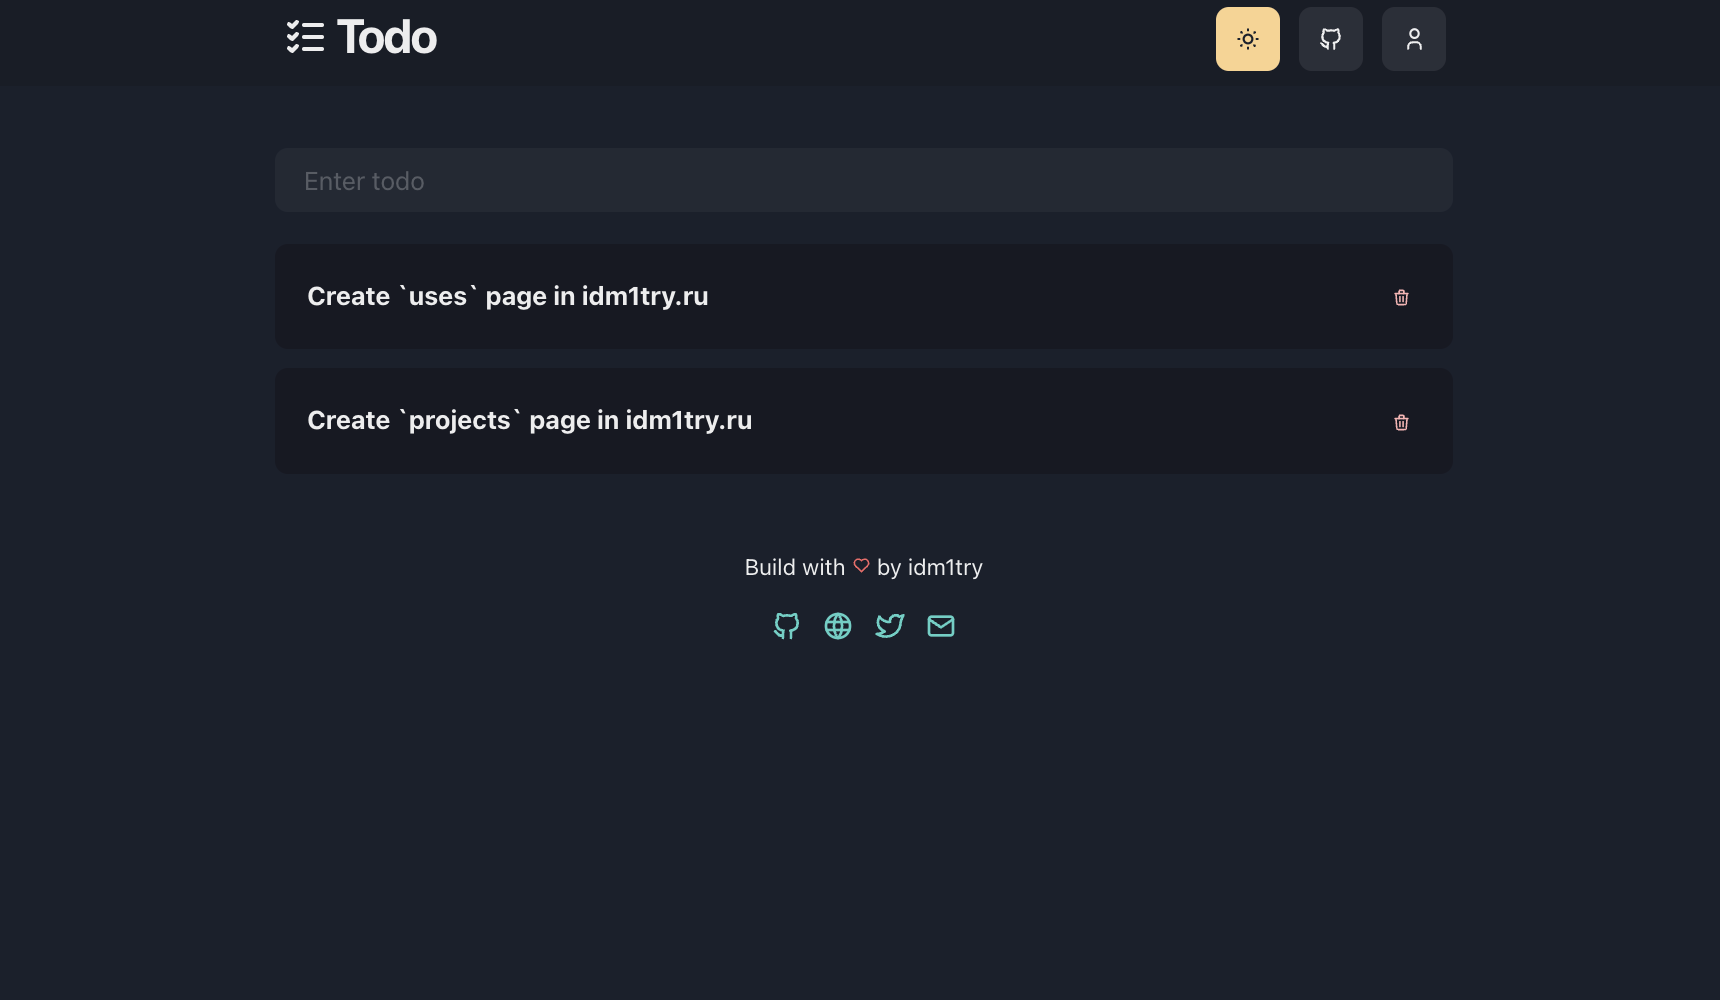 Todo
Enter todo
Create `uses` page in idm1try.ru
Create `projects` page in idm1try.ru
Build with by idm1try